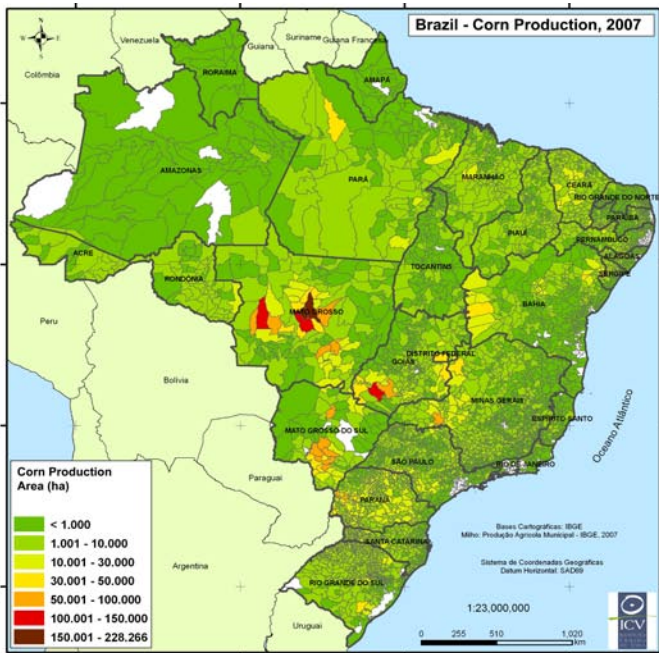 Brazil - Corn Production, 2007
N
W E
S
Venezuela
Guiana
Suriname
Guiana Francesa
Colômbia
RORAIMA
AMAPÁ
AMAZONAS
PARÁ
MARANHÃO
CEARÁ
RIO GRANDE DO NORTE
PARAÍBA
PIAUÍ
PERNAMBUCO
ALAGOAS
SERGIPE
ACRE
RONDÔNIA
TOCANTINS
BAHIA
Peru
MATO GROSSO
DISTRITO FEDERAL
GOIÁS
Bolívia
MINAS GERAIS
MATO GROSSO DO SUL
ESPÍRITO SANTO
Oceano Atlântico
SÃO PAULO
RIO DE JANEIRO
Paraguai
PARANÁ
SANTA CATARINA
Argentina
RIO GRANDE DO SUL
Uruguai
Corn Production
Area (ha)
< 1.000
1.001 - 10.000
10.001 - 30.000
30.001 - 50.000
50.001 - 100.000
100.001 - 150.000
150.001 - 228.266
Bases Cartográficas: IBGE
Milho: Produção Agrícola Municipal - IBGE, 2007
Sistema de Coordenadas Geográficas
Datum Horizontal: SAD69
1:23,000,000
0 255 510 1,020
km
ICV